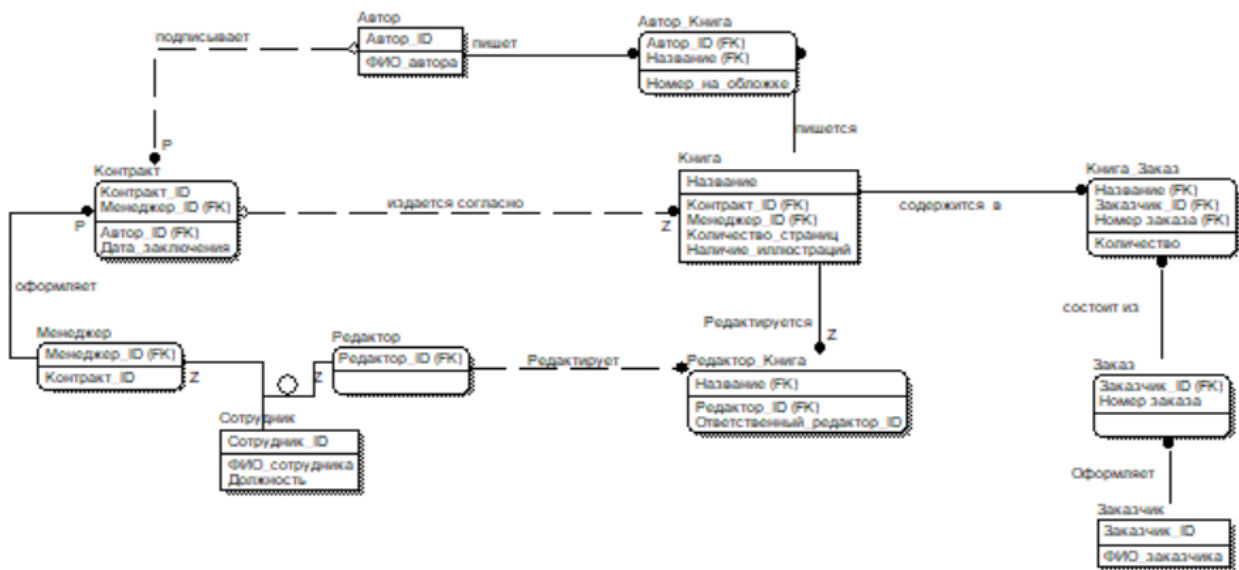 Автор
Автор_ID
ФИО_автора
подписывает
пишет
Автор_Книга
Автор_ID (FK)
Название (FK)
Номер_на_обложке
пишется
P
Контракт
Контракт_ID
Менеджер_ID (FK)
Автор_ID (FK)
Дата_заключения
P
издается согласно
Z
Книга
Название
Контракт_ID (FK)
Менеджер_ID (FK)
Количество_страниц
Наличие_иллюстраций
содержится в
Книга_Заказ
Название (FK)
Заказчик_ID (FK)
Номер заказа (FK)
Количество
оформляет
Менеджер
Менеджер_ID (FK)
Контракт_ID
Z
Z
Редактор
Редактор_ID (FK)
Редактирует
Редактируется
Z
Редактор_Книга
Название (FK)
Редактор_ID (FK)
Ответственный_редактор_ID
состоит из
Заказ
Заказчик_ID (FK)
Номер заказа
Сотрудник
Сотрудник_ID
ФИО_сотрудника
Должность
Оформляет
Заказчик
Заказчик_ID
ФИО_заказчика